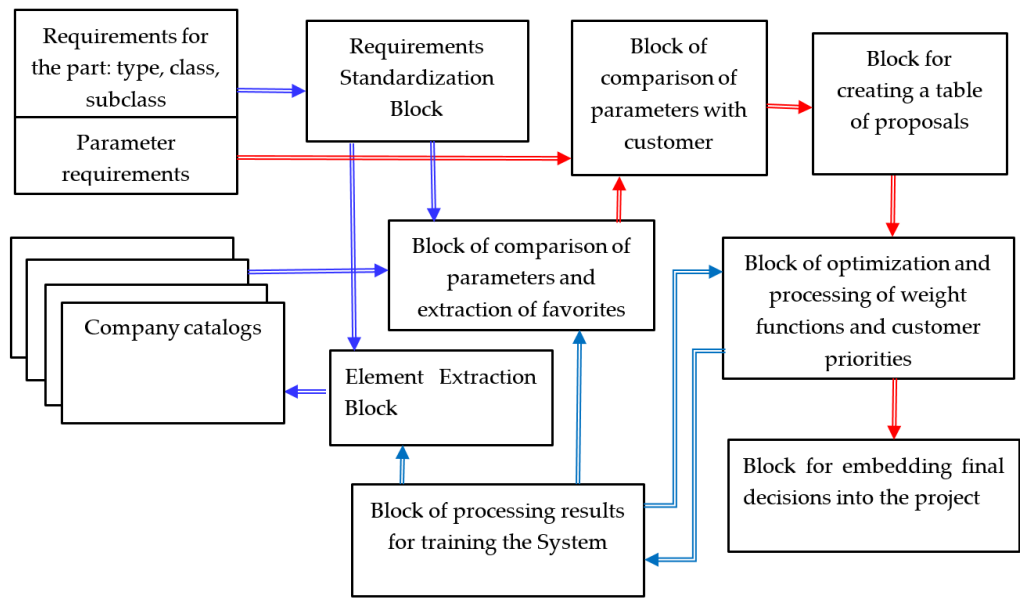 Requirements for
the part: type, class,
subclass
Parameter
requirements
Requirements
Standardization
Block
Block of
comparison of
parameters with
customer
Block for
creating a table
of proposals
Block of comparison of
parameters and
extraction of favorites
Block of optimization and
processing of weight
functions and customer
priorities
Company catalogs
Element Extraction
Block
Block for embedding final
decisions into the project
Block of processing results
for training the System